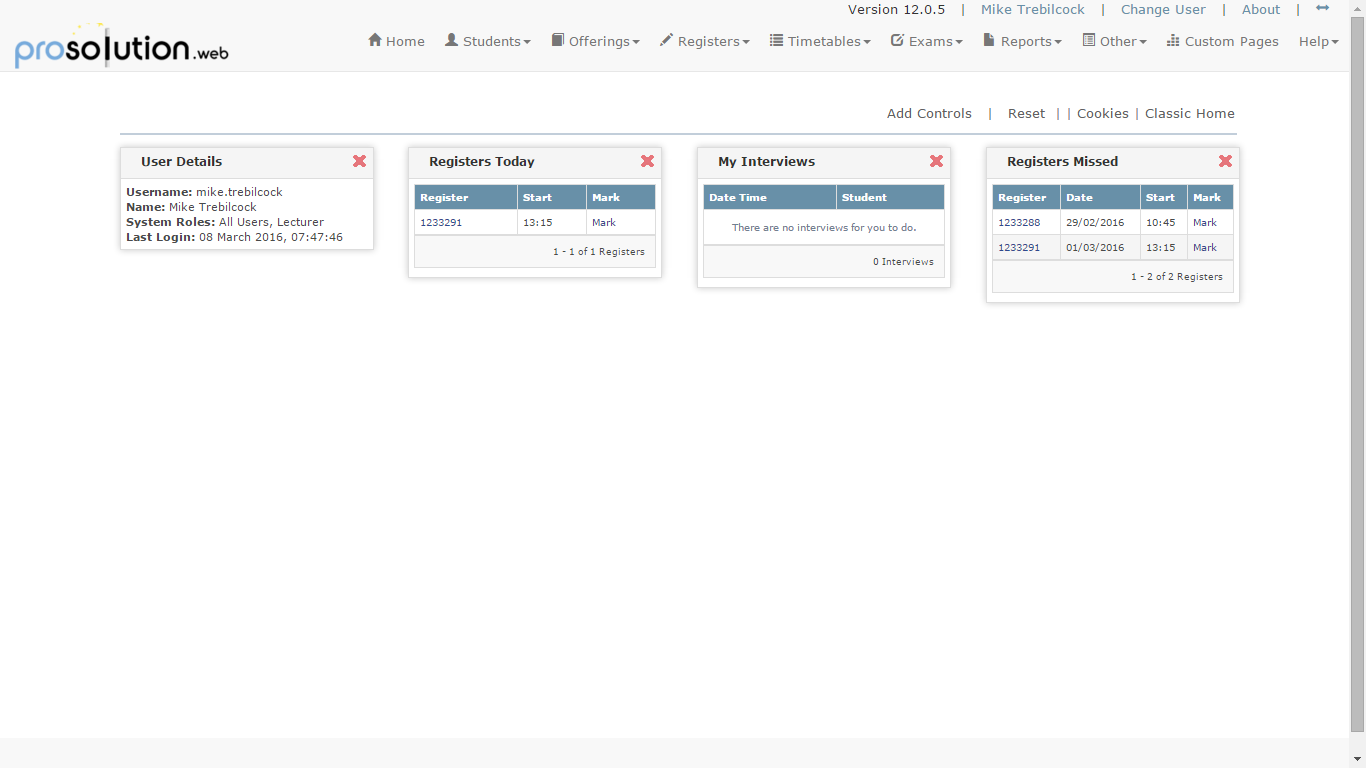 Version 12.0.5 | Mike Trebilcock | Change User | About |
prosolution.web
Home Students Offerings Registers Timetables Exams Reports Other Custom Pages Help
Add Controls | Reset | | Cookies | Classic Home
User Details
Username: mike.trebilcock
Name: Mike Trebilcock
System Roles: All Users, Lecturer
Last Login: 08 March 2016, 07:47:46
Registers Today
Register Start Mark
1233291 13:15 Mark
1 - 1 of 1 Registers
My Interviews
Date Time Student
There are no interviews for you to do.
0 Interviews
Registers Missed
Register Date Start Mark
1233288 29/02/2016 10:45 Mark
1233291 01/03/2016 13:15 Mark
1 - 2 of 2 Registers